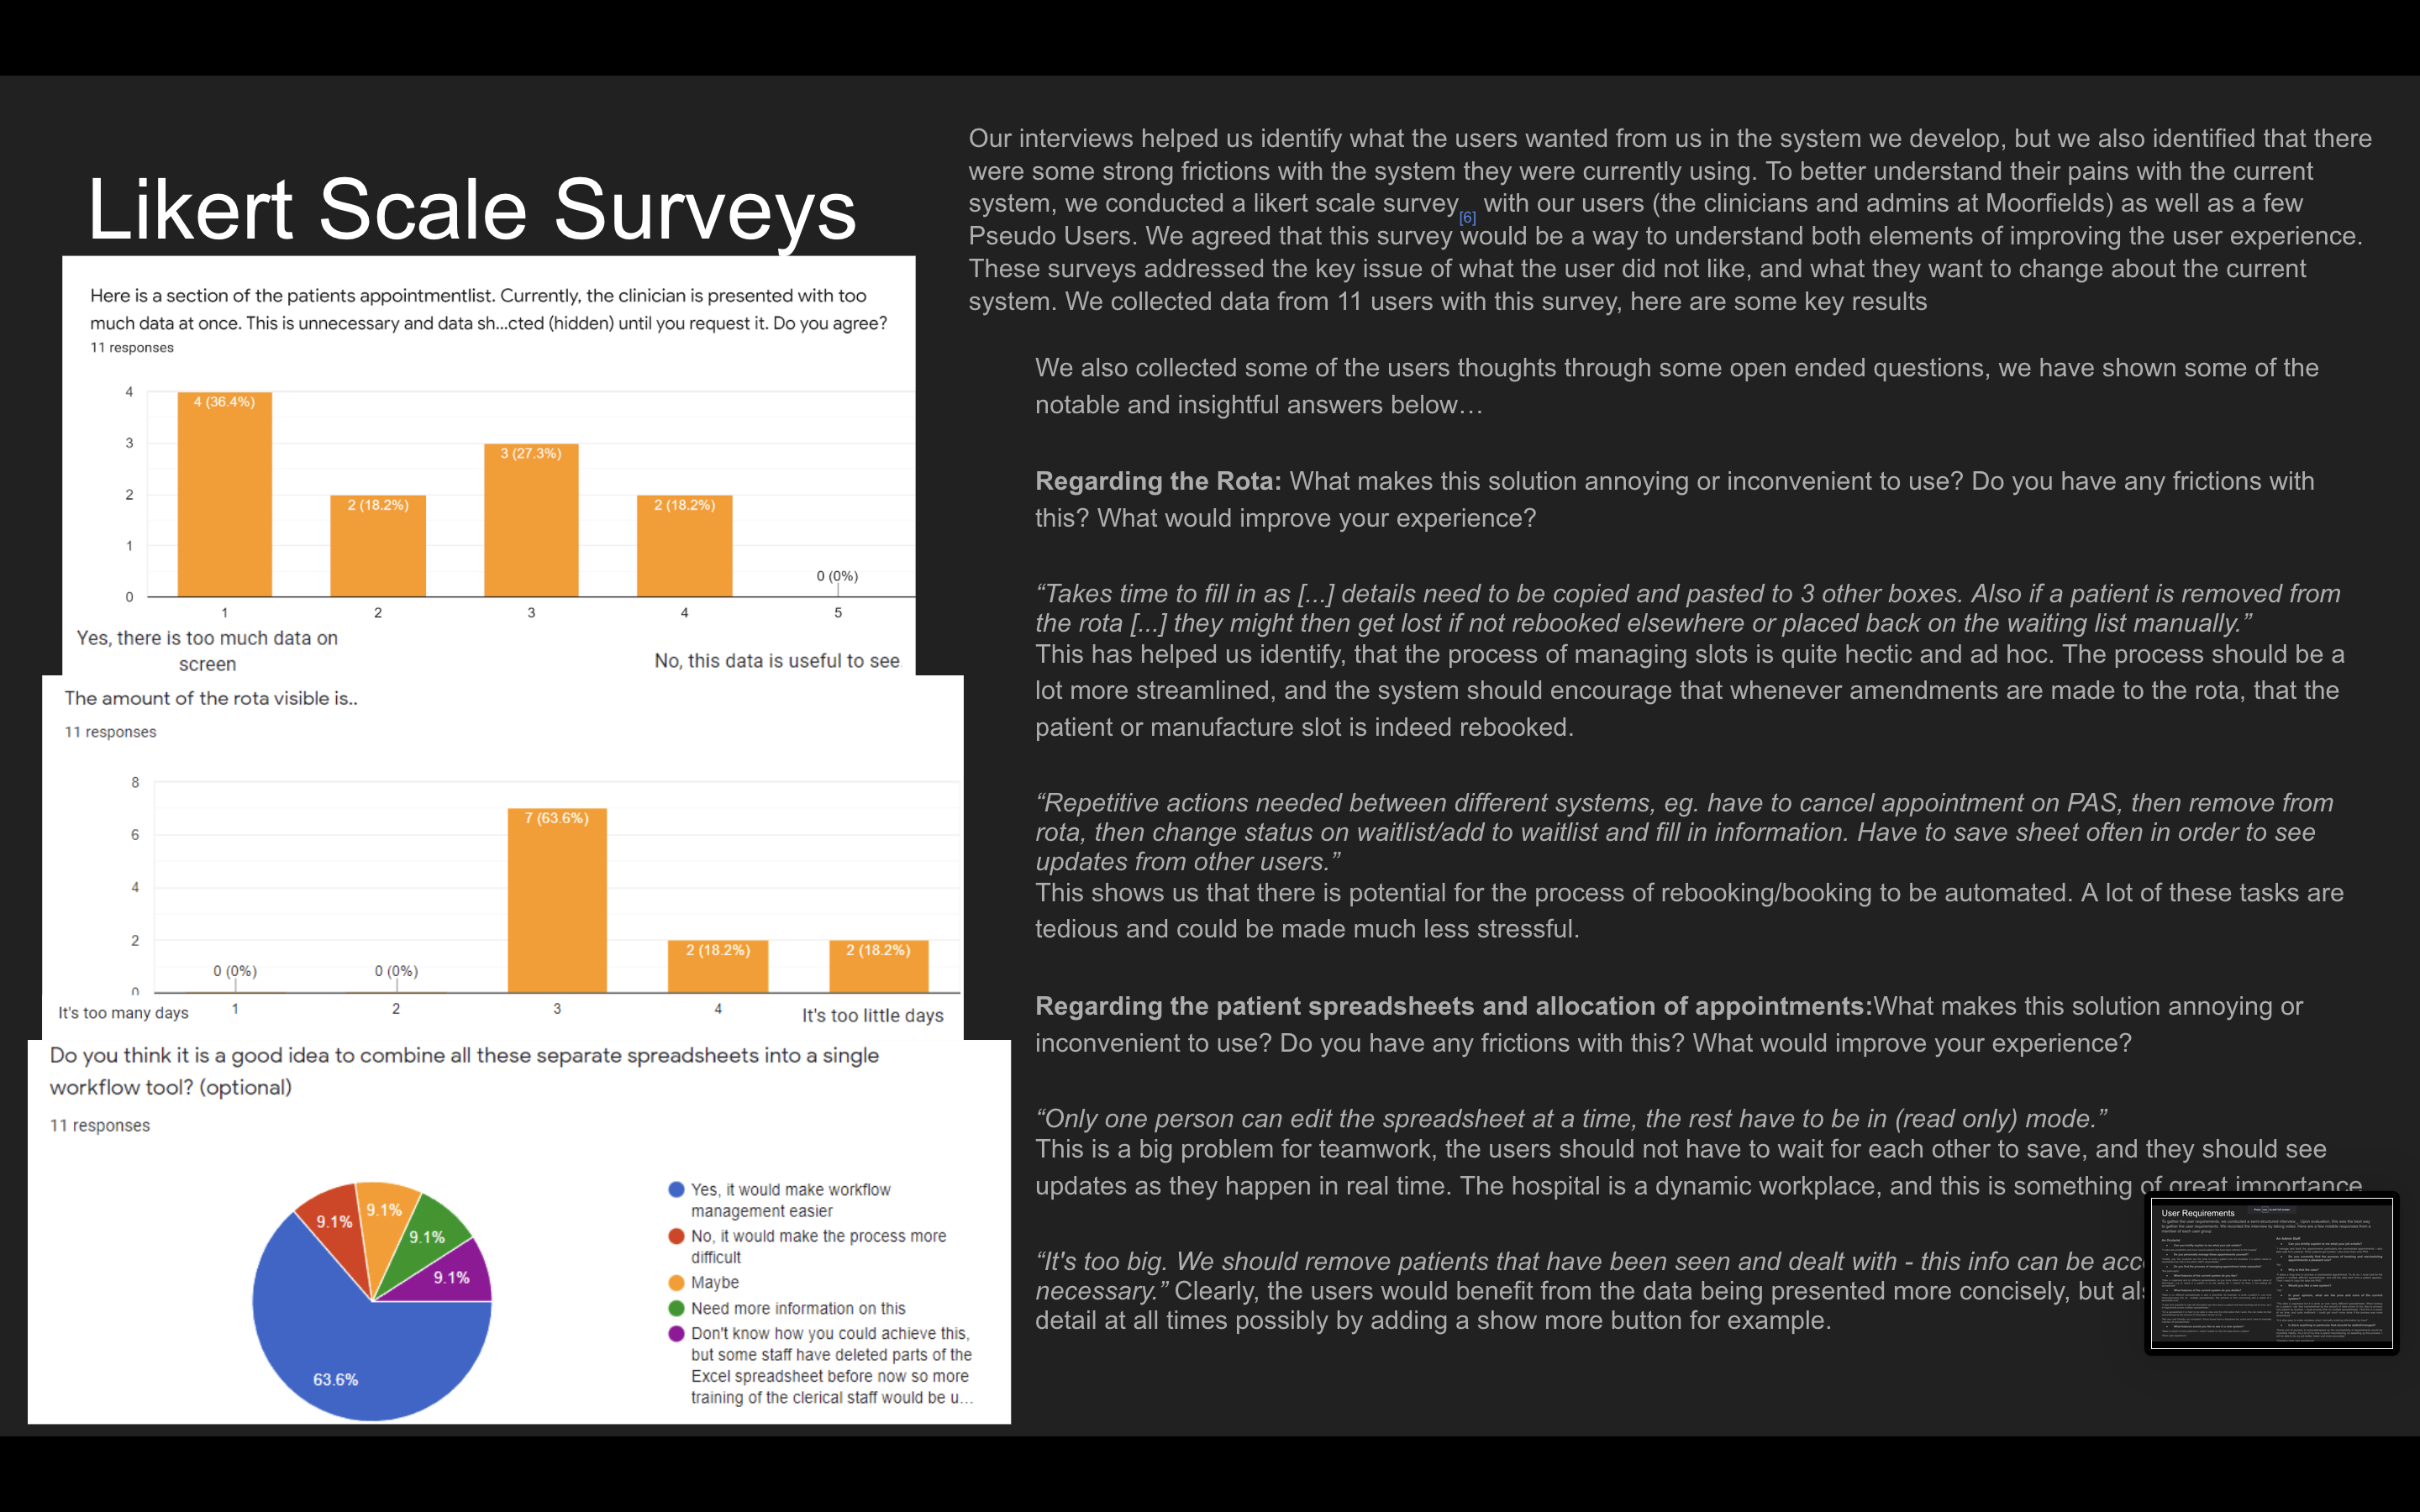 Likert Scale Surveys
Here is a section of the patients appointmentlist. Currently, the clinician is presented with too
much data at once. This is unnecessary and data sh...cted (hidden) until you request it. Do you agree?
11 responses
4
3
2
1
0
4 (36.4%)
2 (18.2%)
3 (27.3%)
2 (18.2%)
0 (0%)
1 2 3 4 5
Yes, there is too much data on
screen
No, this data is useful to see
The amount of the rota visible is..
11 responses
8
6
4
2
0
0 (0%)
0 (0%)
7 (63.6%)
2 (18.2%)
2 (18.2%)
It's too many days 1 2 3 4 It's too little days
Do you think it is a good idea to combine all these separate spreadsheets into a single
workflow tool? (optional)
11 responses
63.6%
9.1%
9.1%
9.1%
9.1%
Yes, it would make workflow
management easier
No, it would make the process more
difficult
Maybe
Need more information on this
Don't know how you could achieve this,
but some staff have deleted parts of the
Excel spreadsheet before now so more
training of the clerical staff would be u...
Our interviews helped us identify what the users wanted from us in the system we develop, but we also identified that there
were some strong frictions with the system they were currently using. To better understand their pains with the current
system, we conducted a likert scale survey[6] with our users (the clinicians and admins at Moorfields) as well as a few
Pseudo Users. We agreed that this survey would be a way to understand both elements of improving the user experience.
These surveys addressed the key issue of what the user did not like, and what they want to change about the current
system. We collected data from 11 users with this survey, here are some key results
We also collected some of the users thoughts through some open ended questions, we have shown some of the
notable and insightful answers below…
Regarding the Rota: What makes this solution annoying or inconvenient to use? Do you have any frictions with
this? What would improve your experience?
“Takes time to fill in as [...] details need to be copied and pasted to 3 other boxes. Also if a patient is removed from
the rota [...] they might then get lost if not rebooked elsewhere or placed back on the waiting list manually.”
This has helped us identify, that the process of managing slots is quite hectic and ad hoc. The process should be a
lot more streamlined, and the system should encourage that whenever amendments are made to the rota, that the
patient or manufacture slot is indeed rebooked.
“Repetitive actions needed between different systems, eg. have to cancel appointment on PAS, then remove from
rota, then change status on waitlist/add to waitlist and fill in information. Have to save sheet often in order to see
updates from other users.”
This shows us that there is potential for the process of rebooking/booking to be automated. A lot of these tasks are
tedious and could be made much less stressful.
Regarding the patient spreadsheets and allocation of appointments:What makes this solution annoying or
inconvenient to use? Do you have any frictions with this? What would improve your experience?
“Only one person can edit the spreadsheet at a time, the rest have to be in (read only) mode.”
This is a big problem for teamwork, the users should not have to wait for each other to save, and they should see
updates as they happen in real time. The hospital is a dynamic workplace, and this is something of great importance
“It's too big. We should remove patients that have been seen and dealt with - this info can be
necessary.” Clearly, the users would benefit from the data being presented more concisely, but
detail at all times possibly by adding a show more button for example.
User Requirements